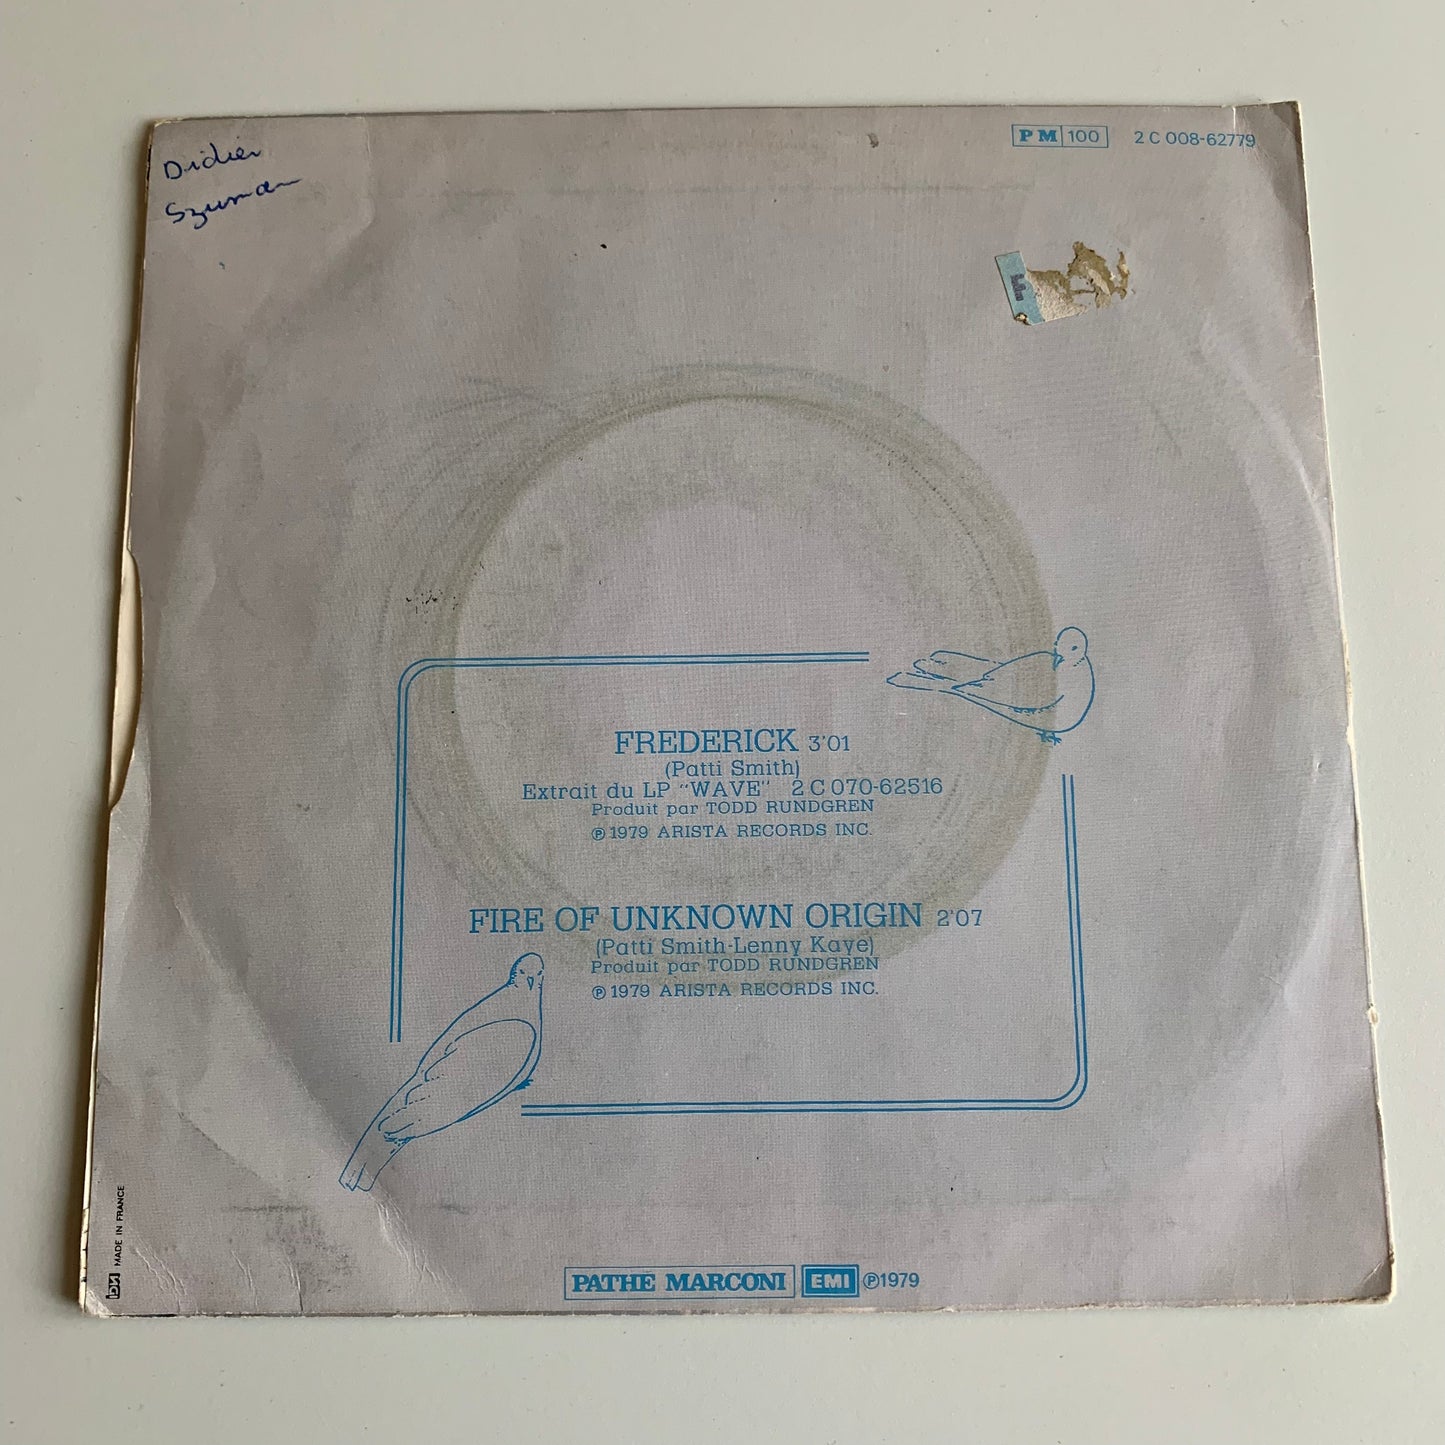 Didier
Szuman
PM 100 2 C 008-62779
F
FREDERICK 3'01
(Patti Smith)
Extrait du LP "WAVE" 2 C 070-62516
Produit par TODD RUNDGREN
℗ 1979 ARISTA RECORDS INC.
FIRE OF UNKNOWN ORIGIN 2'07
(Patti Smith-Lenny Kaye)
Produit par TODD RUNDGREN
℗ 1979 ARISTA RECORDS INC.
MADE IN FRANCE
PATHE MARCONI EMI ℗1979